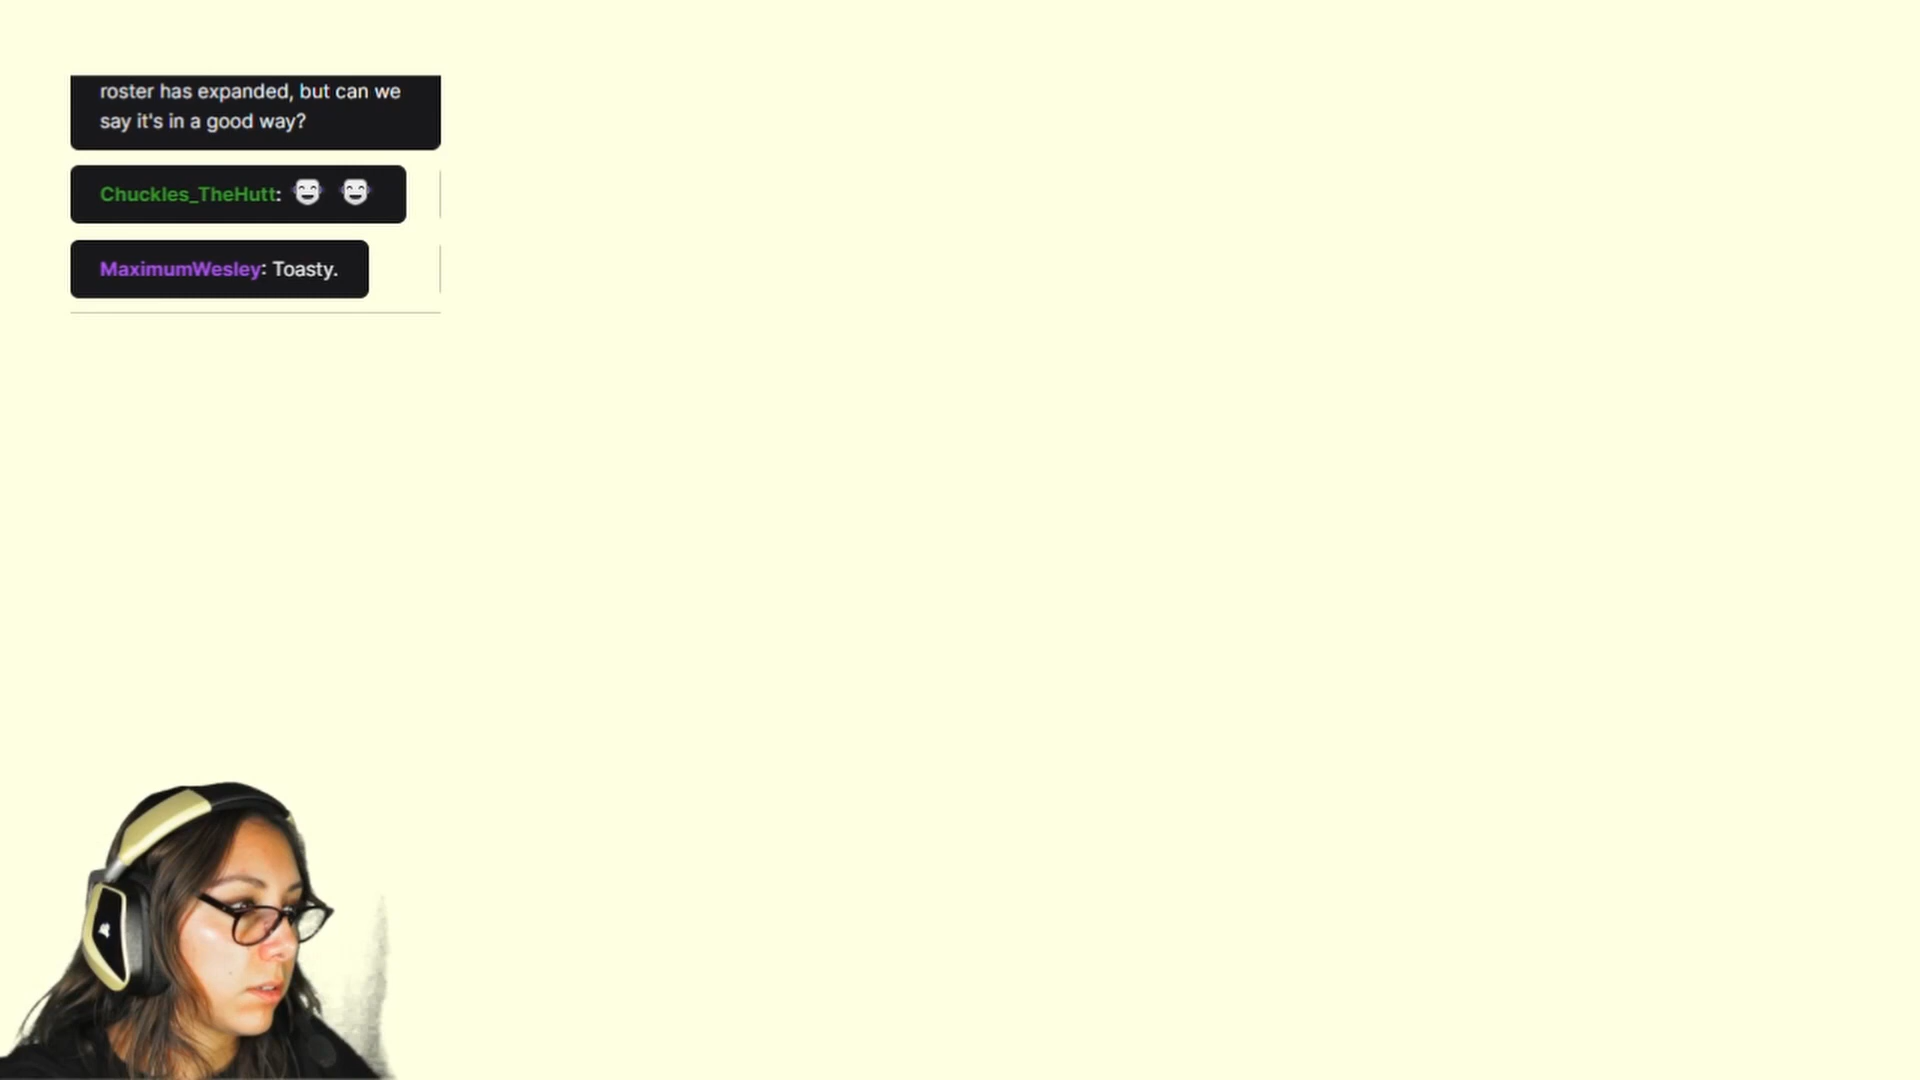 roster has expanded, but can we
say it's in a good way?
Chuckles_TheHutt:
MaximumWesley: Toasty.